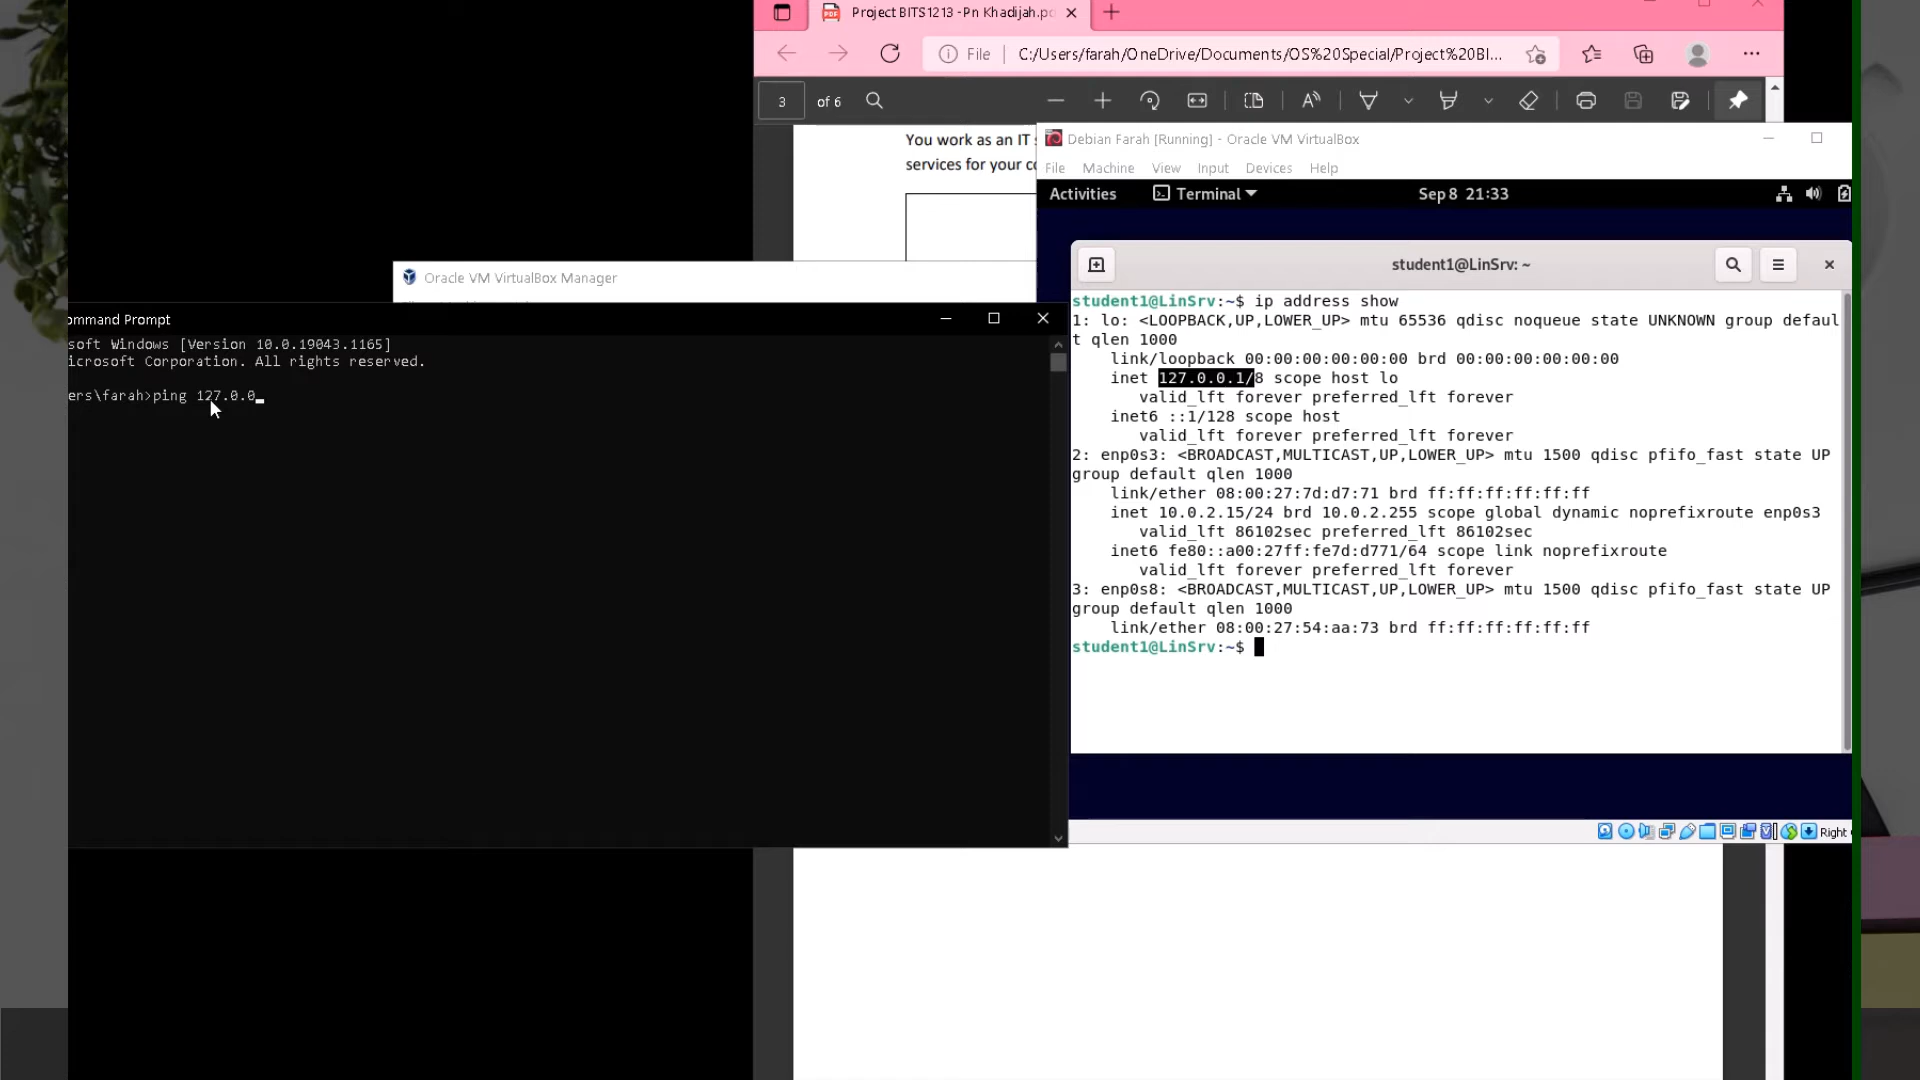 Project BITS1213 -Pn Khadijah.pd
File
C:/Users/farah/OneDrive/Documents/OS%20Special/Project%20BI...
3 of 6
You work as an IT s
services for your co
Debian Farah [Running] - Oracle VM VirtualBox
File Machine View Input Devices Help
Activities Terminal Sep 8 21:33
Oracle VM VirtualBox Manager
student1@LinSrv: ~
student1@LinSrv:~$ ip address show
1: lo: <LOOPBACK,UP,LOWER_UP> mtu 65536 qdisc noqueue state UNKNOWN group defaul
t qlen 1000
link/loopback 00:00:00:00:00:00 brd 00:00:00:00:00:00
inet 127.0.0.1/8 scope host lo
valid_lft forever preferred_lft forever
inet6 ::1/128 scope host
valid_lft forever preferred_lft forever
2: enp0s3: <BROADCAST,MULTICAST,UP,LOWER_UP> mtu 1500 qdisc pfifo_fast state UP
group default qlen 1000
link/ether 08:00:27:7d:d7:71 brd ff:ff:ff:ff:ff:ff
inet 10.0.2.15/24 brd 10.0.2.255 scope global dynamic noprefixroute enp0s3
valid_lft 86102sec preferred_lft 86102sec
inet6 fe80::a00:27ff:fe7d:d771/64 scope link noprefixroute
valid_lft forever preferred_lft forever
3: enp0s8: <BROADCAST,MULTICAST,UP,LOWER_UP> mtu 1500 qdisc pfifo_fast state UP
group default qlen 1000
link/ether 08:00:27:54:aa:73 brd ff:ff:ff:ff:ff:ff
student1@LinSrv:~$
Right
ommand Prompt
soft Windows [Version 10.0.19043.1165]
icrosoft Corporation. All rights reserved.
ers\farah>ping 127.0.0_